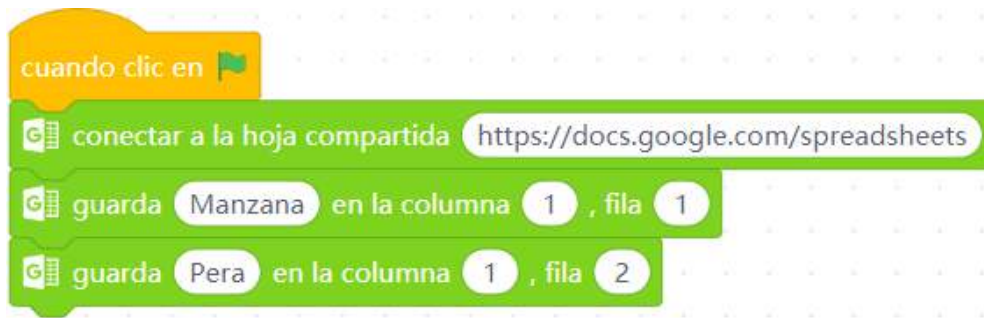 cuando clic en
G conectar a la hoja compartida https://docs.google.com/spreadsheets
G guarda Manzana en la columna 1 , fila 1
G guarda Pera en la columna 1 , fila 2